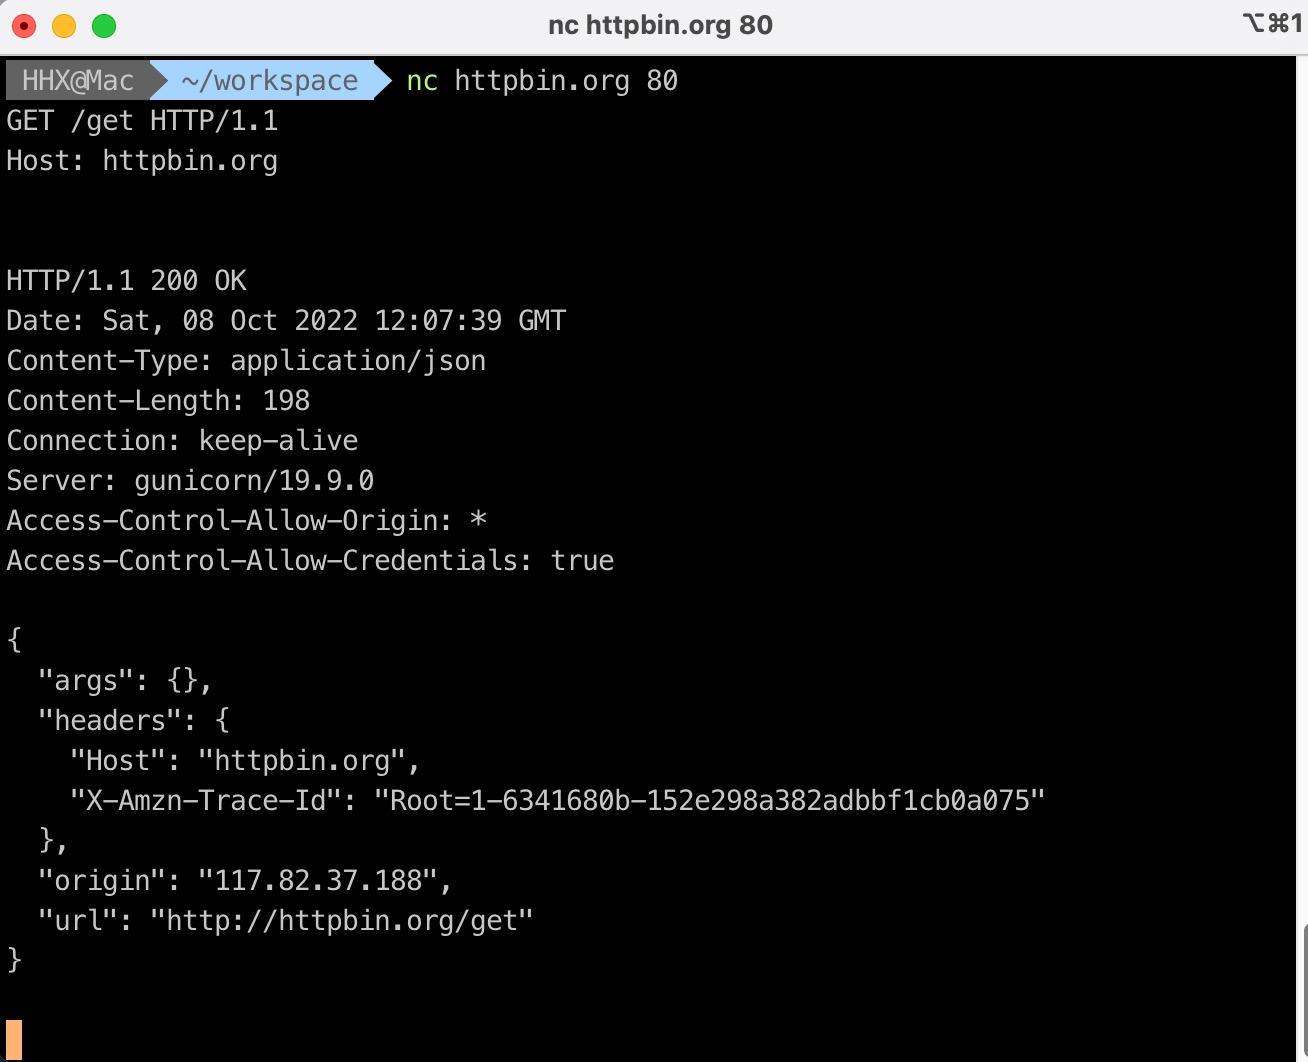 nc httpbin.org 80
⌥⌘1
HHX@Mac ~/workspace nc httpbin.org 80
GET /get HTTP/1.1
Host: httpbin.org
HTTP/1.1 200 OK
Date: Sat, 08 Oct 2022 12:07:39 GMT
Content-Type: application/json
Content-Length: 198
Connection: keep-alive
Server: gunicorn/19.9.0
Access-Control-Allow-Origin: *
Access-Control-Allow-Credentials: true
{
  "args": {},
  "headers": {
    "Host": "httpbin.org",
    "X-Amzn-Trace-Id": "Root=1-6341680b-152e298a382adbbf1cb0a075"
  },
  "origin": "117.82.37.188",
  "url": "http://httpbin.org/get"
}